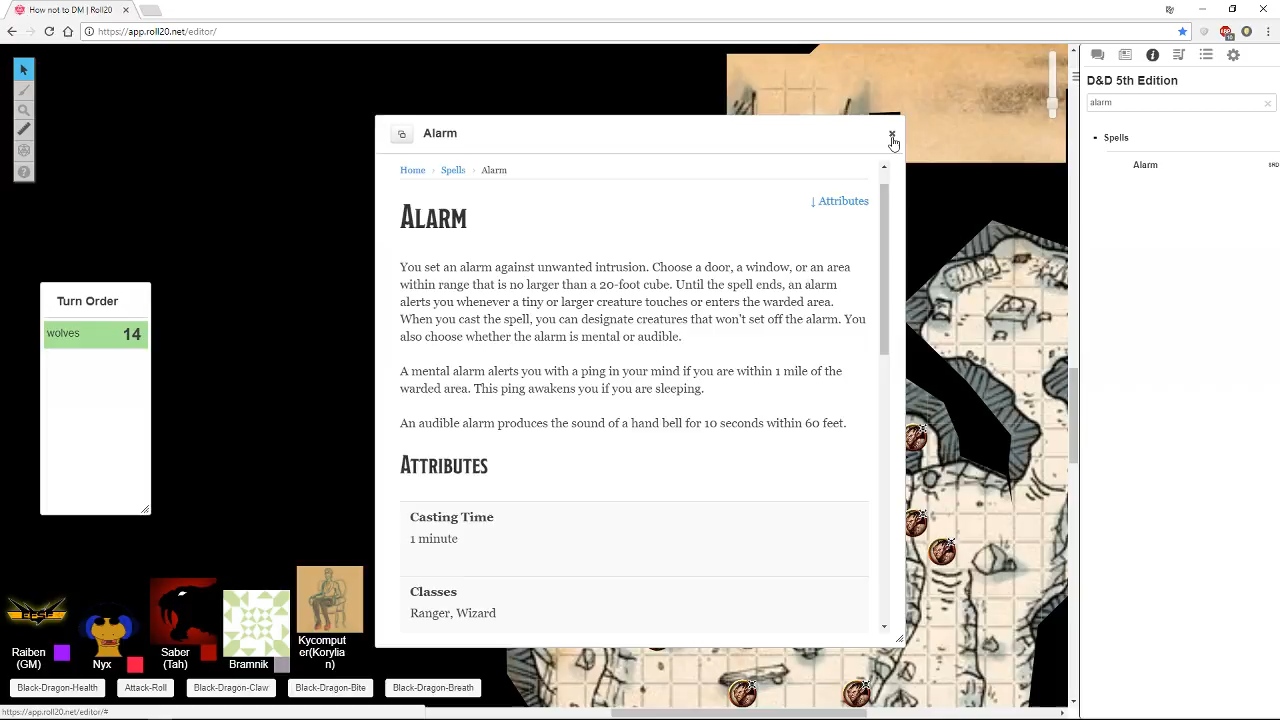 How not to DM | Roll20
https://app.roll20.net/editor/
D&D 5th Edition
alarm
Spells
Alarm
Alarm
Home
Spells
Alarm
↓ Attributes
ALARM
You set an alarm against unwanted intrusion. Choose a door, a window, or an area
within range that is no larger than a 20-foot cube. Until the spell ends, an alarm
alerts you whenever a tiny or larger creature touches or enters the warded area.
When you cast the spell, you can designate creatures that won't set off the alarm. You
also choose whether the alarm is mental or audible.
A mental alarm alerts you with a ping in your mind if you are within 1 mile of the
warded area. This ping awakens you if you are sleeping.
An audible alarm produces the sound of a hand bell for 10 seconds within 60 feet.
ATTRIBUTES
Casting Time
1 minute
Classes
Ranger, Wizard
Turn Order
wolves 14
EFSF
Raiben
(GM)
Nyx
Saber
(Tah)
Bramnik
Kycomput
er(Korylia
n)
Black-Dragon-Health
Attack-Roll
Black-Dragon-Claw
Black-Dragon-Bite
Black-Dragon-Breath
https://app.roll20.net/editor/#